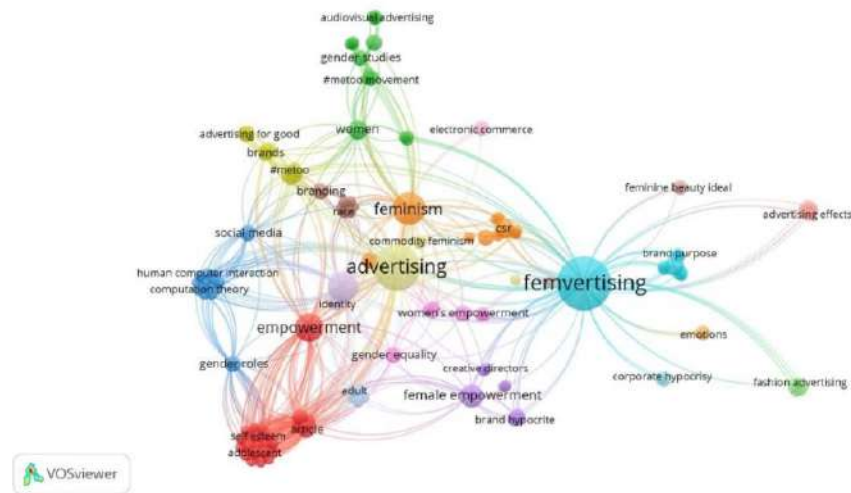 audiovisual advertising
gender studies
#metoo movement
women
electronic commerce
advertising for good
brands
#metoo
branding
race
feminism
feminine beauty ideal
advertising effects
social media
commodity feminism
csr
brand purpose
advertising
human computer interaction
computation theory
femvertising
identity
women's empowerment
empowerment
emotions
gender equality
gender roles
creative directors
corporate hypocrisy
adult
female empowerment
fashion advertising
brand hypocrite
article
self esteem
adolescent
VOSviewer